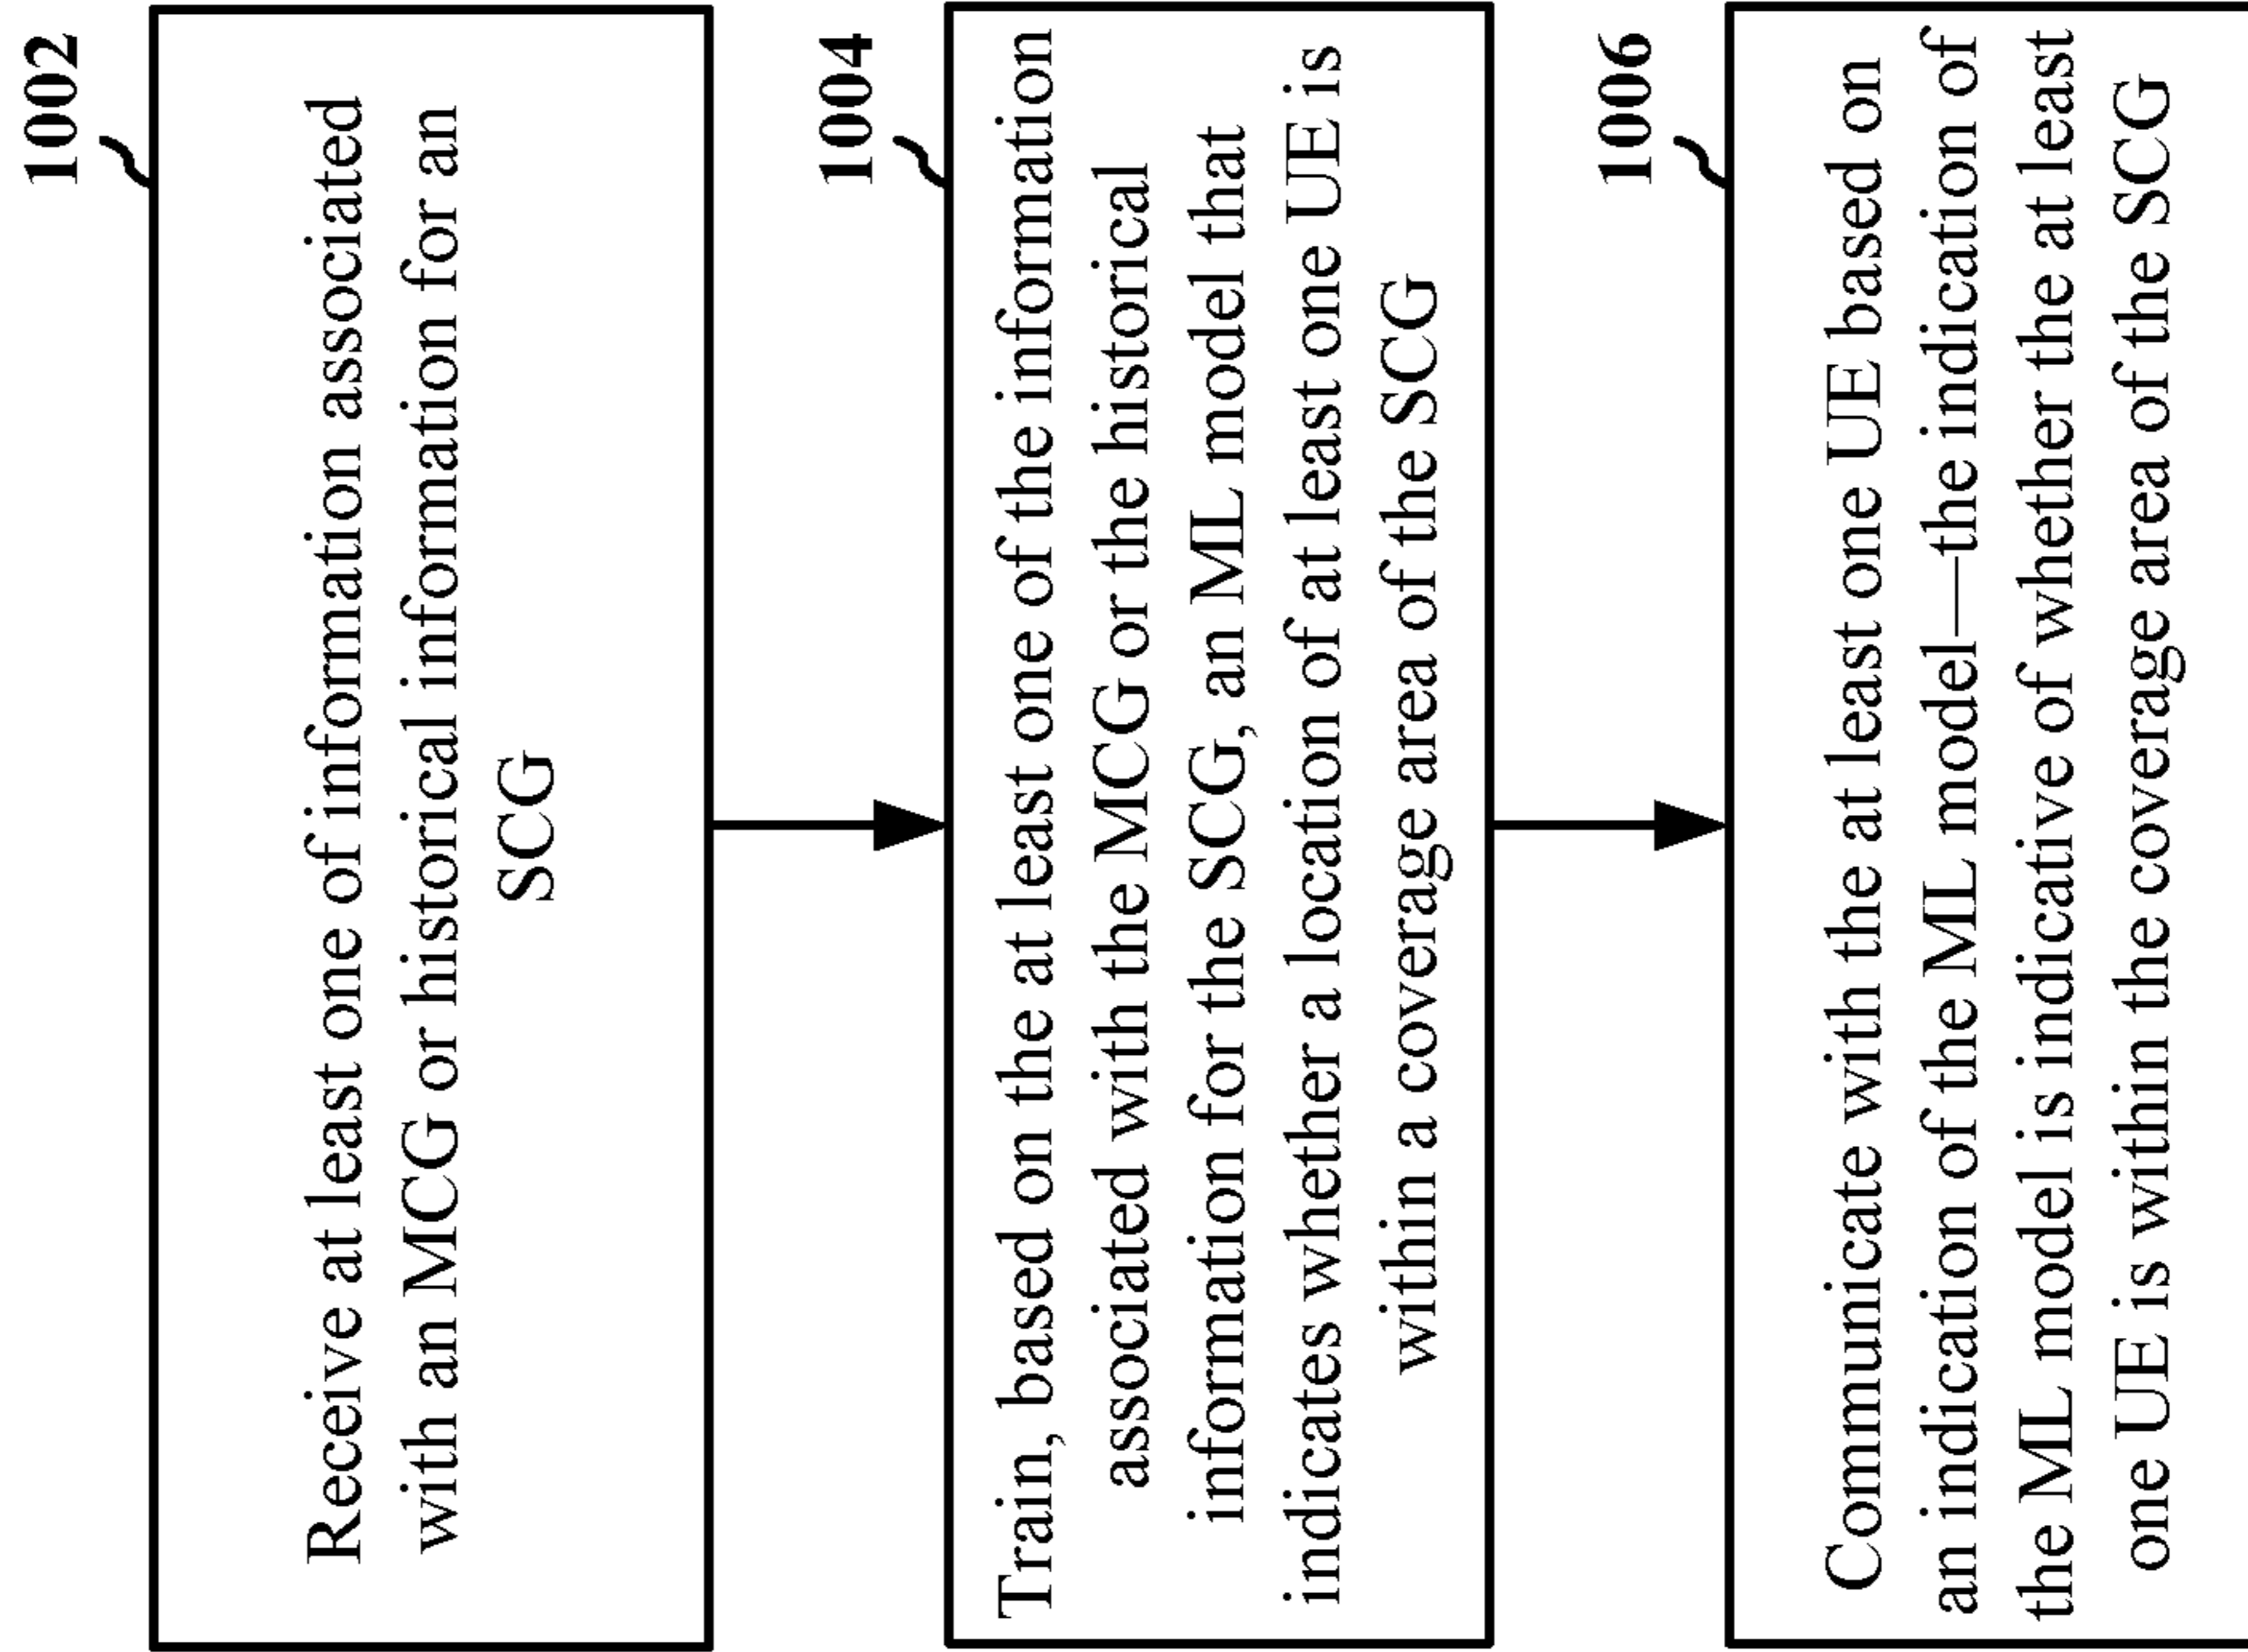 1002
Receive at least one of information associated
with an MCG or historical information for an
SCG
1004
Train, based on the at least one of the information
associated with the MCG or the historical
information for the SCG, an ML model that
indicates whether a location of at least one UE is
within a coverage area of the SCG
1006
Communicate with the at least one UE based on
an indication of the ML model—the indication of
the ML model is indicative of whether the at least
one UE is within the coverage area of the SCG